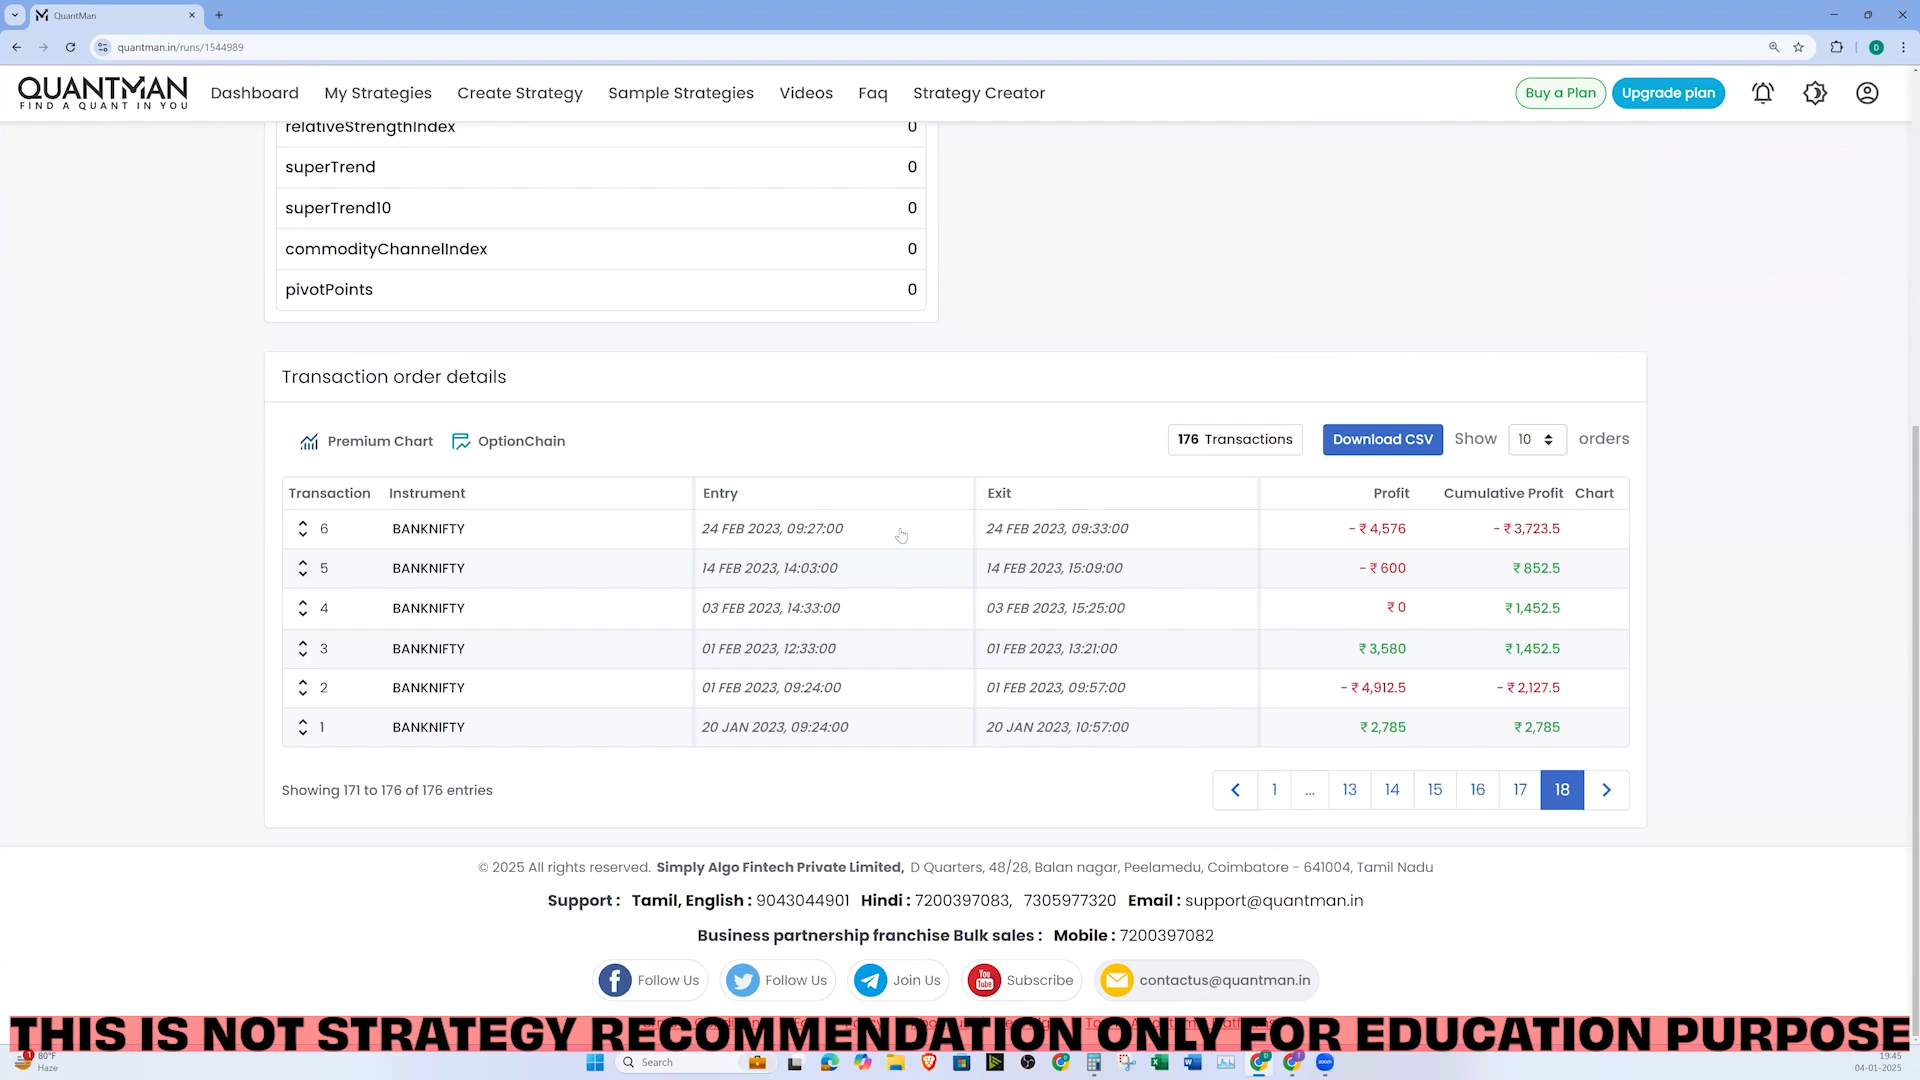 QuantMan
quantman.in/runs/1544989
QUANTMAN
FIND A QUANT IN YOU
Dashboard My Strategies Create Strategy Sample Strategies Videos Faq Strategy Creator Buy a Plan Upgrade plan
relativeStrengthIndex 0
superTrend 0
superTrend10 0
commodityChannelIndex 0
pivotPoints 0
Transaction order details
Premium Chart OptionChain 176 Transactions Download CSV Show 10 orders
Transaction Instrument Entry Exit Profit Cumulative Profit Chart
6 BANKNIFTY 24 FEB 2023, 09:27:00 24 FEB 2023, 09:33:00 - ₹ 4,576 - ₹ 3,723.5
5 BANKNIFTY 14 FEB 2023, 14:03:00 14 FEB 2023, 15:09:00 - ₹ 600 ₹ 852.5
4 BANKNIFTY 03 FEB 2023, 14:33:00 03 FEB 2023, 15:25:00 ₹ 0 ₹ 1,452.5
3 BANKNIFTY 01 FEB 2023, 12:33:00 01 FEB 2023, 13:21:00 ₹ 3,580 ₹ 1,452.5
2 BANKNIFTY 01 FEB 2023, 09:24:00 01 FEB 2023, 09:57:00 - ₹ 4,912.5 - ₹ 2,127.5
1 BANKNIFTY 20 JAN 2023, 09:24:00 20 JAN 2023, 10:57:00 ₹ 2,785 ₹ 2,785
Showing 171 to 176 of 176 entries 1 ... 13 14 15 16 17 18
© 2025 All rights reserved. Simply Algo Fintech Private Limited, D Quarters, 48/28, Balan nagar, Peelamedu, Coimbatore - 641004, Tamil Nadu
Support : Tamil, English : 9043044901 Hindi : 7200397083, 7305977320 Email : support@quantman.in
Business partnership franchise Bulk sales : Mobile : 7200397082
Follow Us Follow Us Join Us Subscribe contactus@quantman.in
THIS IS NOT STRATEGY RECOMMENDATION ONLY FOR EDUCATION PURPOSE
80°F
Haze
Search
19:45
04-01-2025